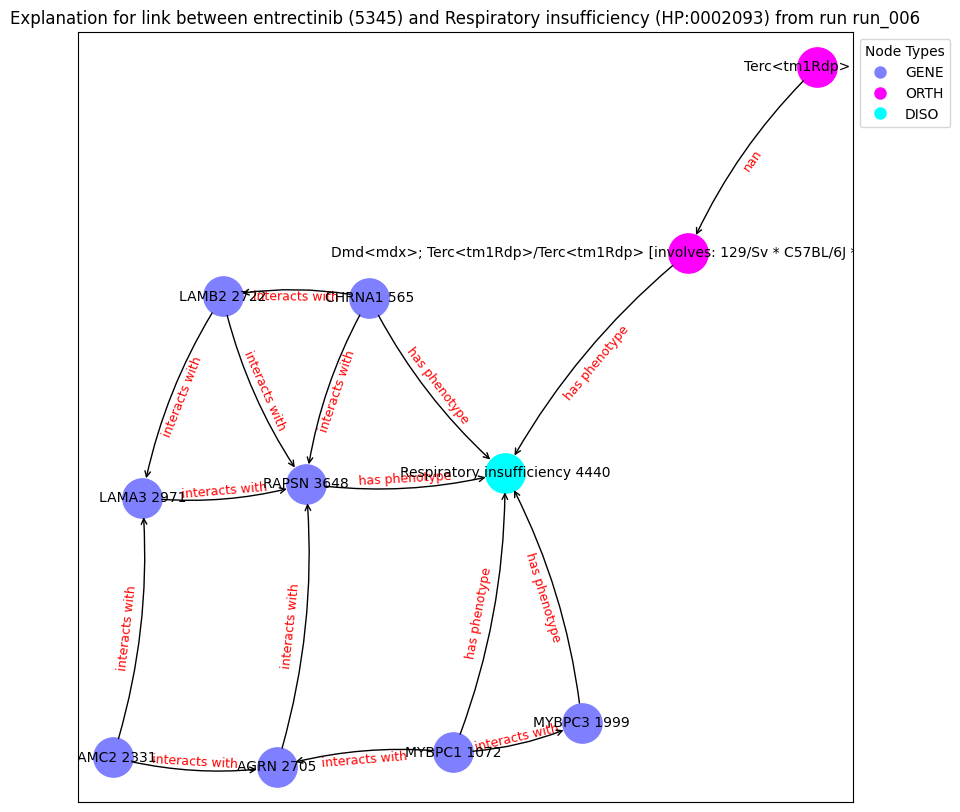 Explanation for link between entrectinib (5345) and Respiratory insufficiency (HP:0002093) from run run_006
Node Types
GENE
ORTH
DISO
Terc<tm1Rdp>
nan
Dmd<mdx>; Terc<tm1Rdp>/Terc<tm1Rdp> [involves: 129/Sv * C57BL/6J *
LAMB2 2722
interacts with
CHRNA1 565
interacts with
interacts with
interacts with
has phenotype
has phenotype
LAMA3 2971
interacts with
RAPSN 3648
has phenotype
Respiratory insufficiency 4440
interacts with
interacts with
has phenotype
has phenotype
AMC2 2331
interacts with
AGRN 2705
interacts with
MYBPC1 1072
interacts with
MYBPC3 1999